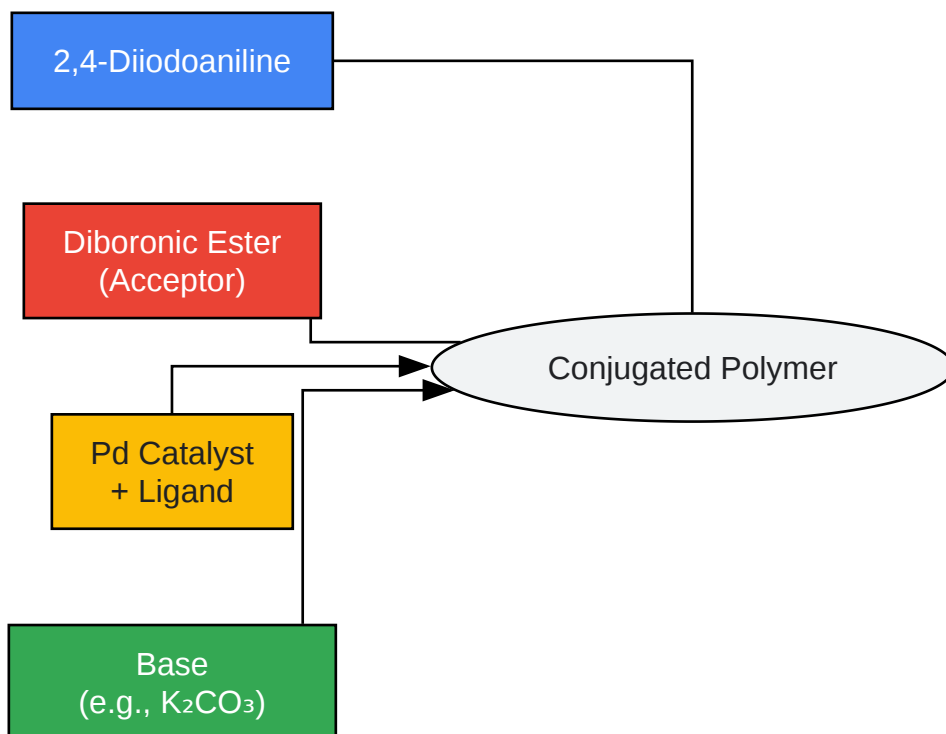 2,4-Diiodoaniline
Diboronic Ester
(Acceptor)
Conjugated Polymer
Pd Catalyst
+ Ligand
Base
(e.g., K₂CO₃)